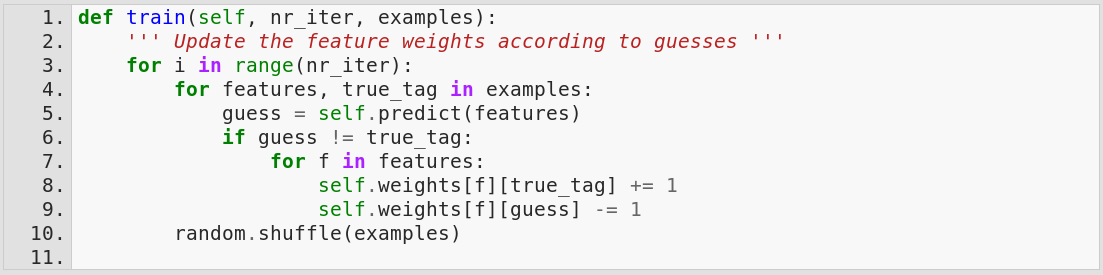 1. def train(self, nr_iter, examples):
2.     ''' Update the feature weights according to guesses '''
3.     for i in range(nr_iter):
4.         for features, true_tag in examples:
5.             guess = self.predict(features)
6.             if guess != true_tag:
7.                 for f in features:
8.                     self.weights[f][true_tag] += 1
9.                     self.weights[f][guess] -= 1
10.         random.shuffle(examples)
11.